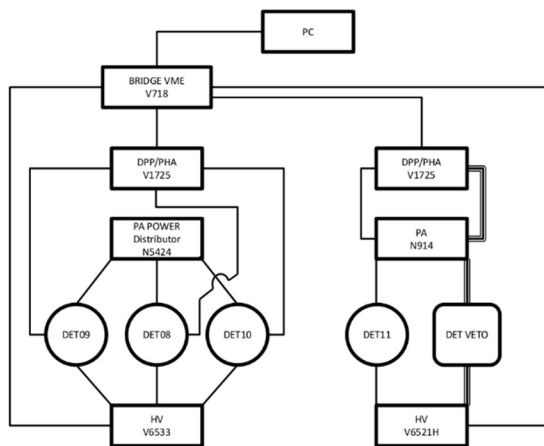 PC
BRIDGE VME
V718
DPP/PHA
V1725
DPP/PHA
V1725
PA POWER
Distributor
N5424
PA
N914
DET09
DET08
DET10
DET11
DET VETO
HV
V6533
HV
V6521H